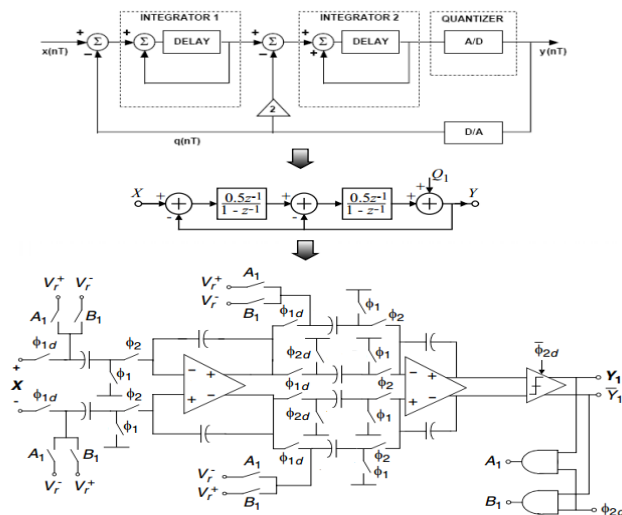 INTEGRATOR 1 INTEGRATOR 2 QUANTIZER
x(nT) + Σ + Σ DELAY + Σ + Σ DELAY A/D y(nT)
− + − +
2
q(nT) D/A
Q₁
X + 0.5z⁻¹ + 0.5z⁻¹ + + Y
- 1 - z⁻¹ - 1 - z⁻¹
Vr⁺ Vr⁻ Vr⁺ A₁
Vr⁻ B₁ ϕ₁
A₁ B₁ ϕ₁d ϕ₂
ϕ₁d ϕ₂ ϕ₂d ϕ₁ ϕ̅₂d
+ ϕ₁ − + ϕ₁d ϕ₂ − + Y₁
X
- ϕ₁d ϕ₂ + − ϕ₂d ϕ₁ + − Y̅₁
ϕ₁ ϕ₁d ϕ₂
A₁ B₁ Vr⁻ A₁ ϕ₁ A₁
Vr⁻ Vr⁺ Vr⁺ B₁ B₁ ϕ₂d